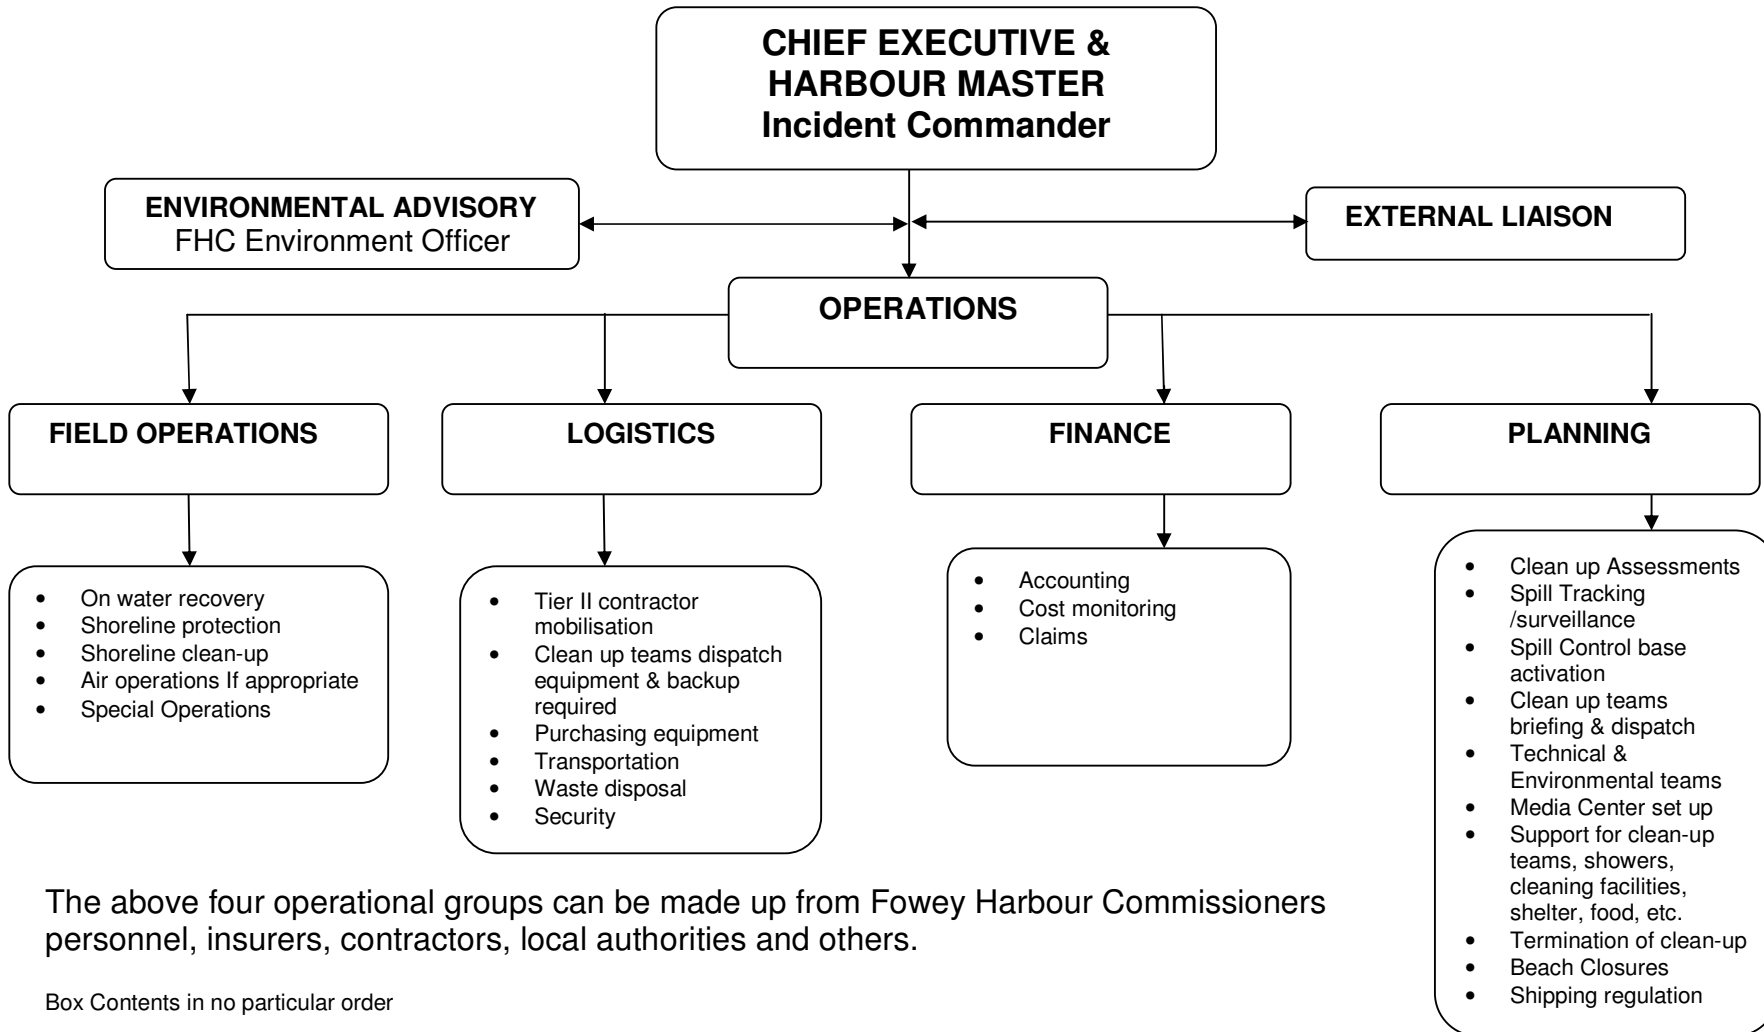 CHIEF EXECUTIVE &
HARBOUR MASTER
Incident Commander
ENVIRONMENTAL ADVISORY
FHC Environment Officer
EXTERNAL LIAISON
OPERATIONS
FIELD OPERATIONS
LOGISTICS
FINANCE
PLANNING
• On water recovery
• Shoreline protection
• Shoreline clean-up
• Air operations If appropriate
• Special Operations
• Tier II contractor
mobilisation
• Clean up teams dispatch
equipment & backup
required
• Purchasing equipment
• Transportation
• Waste disposal
• Security
• Accounting
• Cost monitoring
• Claims
• Clean up Assessments
• Spill Tracking
/surveillance
• Spill Control base
activation
• Clean up teams
briefing & dispatch
• Technical &
Environmental teams
• Media Center set up
• Support for clean-up
teams, showers,
cleaning facilities,
shelter, food, etc.
• Termination of clean-up
• Beach Closures
• Shipping regulation
The above four operational groups can be made up from Fowey Harbour Commissioners
personnel, insurers, contractors, local authorities and others.
Box Contents in no particular order